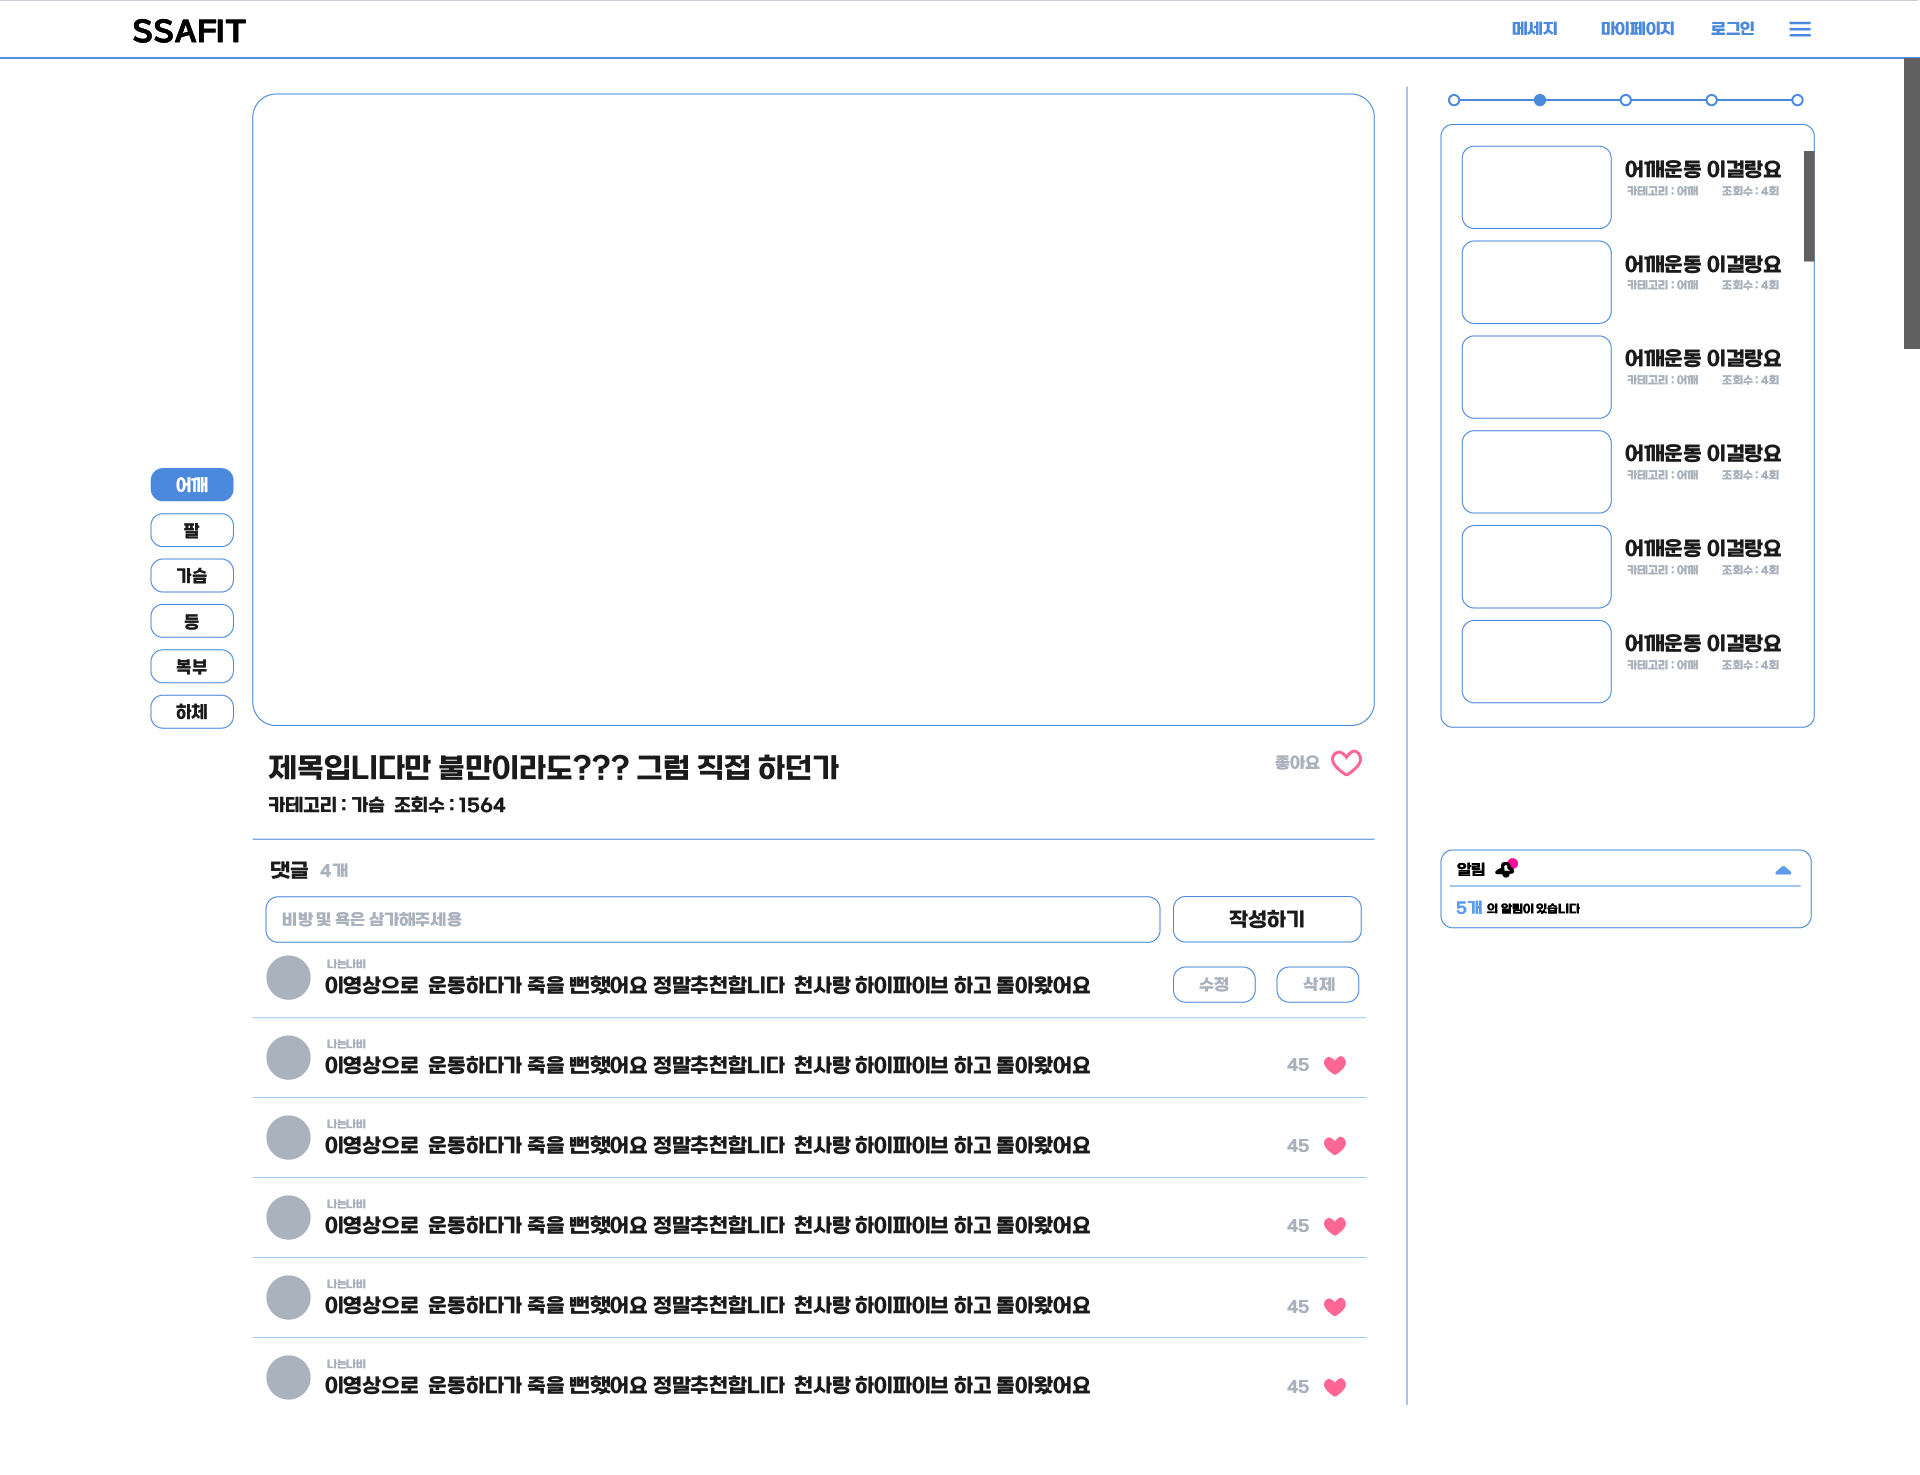 SSAFIT
메세지 마이페이지 로그인
어깨
팔
가슴
등
복부
하체
제목입니다만 불만이라도??? 그럼 직접 하던가
좋아요
카테고리 : 가슴 조회수 : 1564
댓글 4개
비방 및 욕은 삼가해주세용
작성하기
나는나비
이영상으로 운동하다가 죽을 뻔했어요 정말추천합니다 천사랑 하이파이브 하고 돌아왔어요
수정 삭제
나는나비
이영상으로 운동하다가 죽을 뻔했어요 정말추천합니다 천사랑 하이파이브 하고 돌아왔어요
45
나는나비
이영상으로 운동하다가 죽을 뻔했어요 정말추천합니다 천사랑 하이파이브 하고 돌아왔어요
45
나는나비
이영상으로 운동하다가 죽을 뻔했어요 정말추천합니다 천사랑 하이파이브 하고 돌아왔어요
45
나는나비
이영상으로 운동하다가 죽을 뻔했어요 정말추천합니다 천사랑 하이파이브 하고 돌아왔어요
45
나는나비
이영상으로 운동하다가 죽을 뻔했어요 정말추천합니다 천사랑 하이파이브 하고 돌아왔어요
45
어깨운동 이걸랑요
카테고리 : 어깨 조회수 : 4회
어깨운동 이걸랑요
카테고리 : 어깨 조회수 : 4회
어깨운동 이걸랑요
카테고리 : 어깨 조회수 : 4회
어깨운동 이걸랑요
카테고리 : 어깨 조회수 : 4회
어깨운동 이걸랑요
카테고리 : 어깨 조회수 : 4회
어깨운동 이걸랑요
카테고리 : 어깨 조회수 : 4회
알림
5개 의 알림이 있습니다